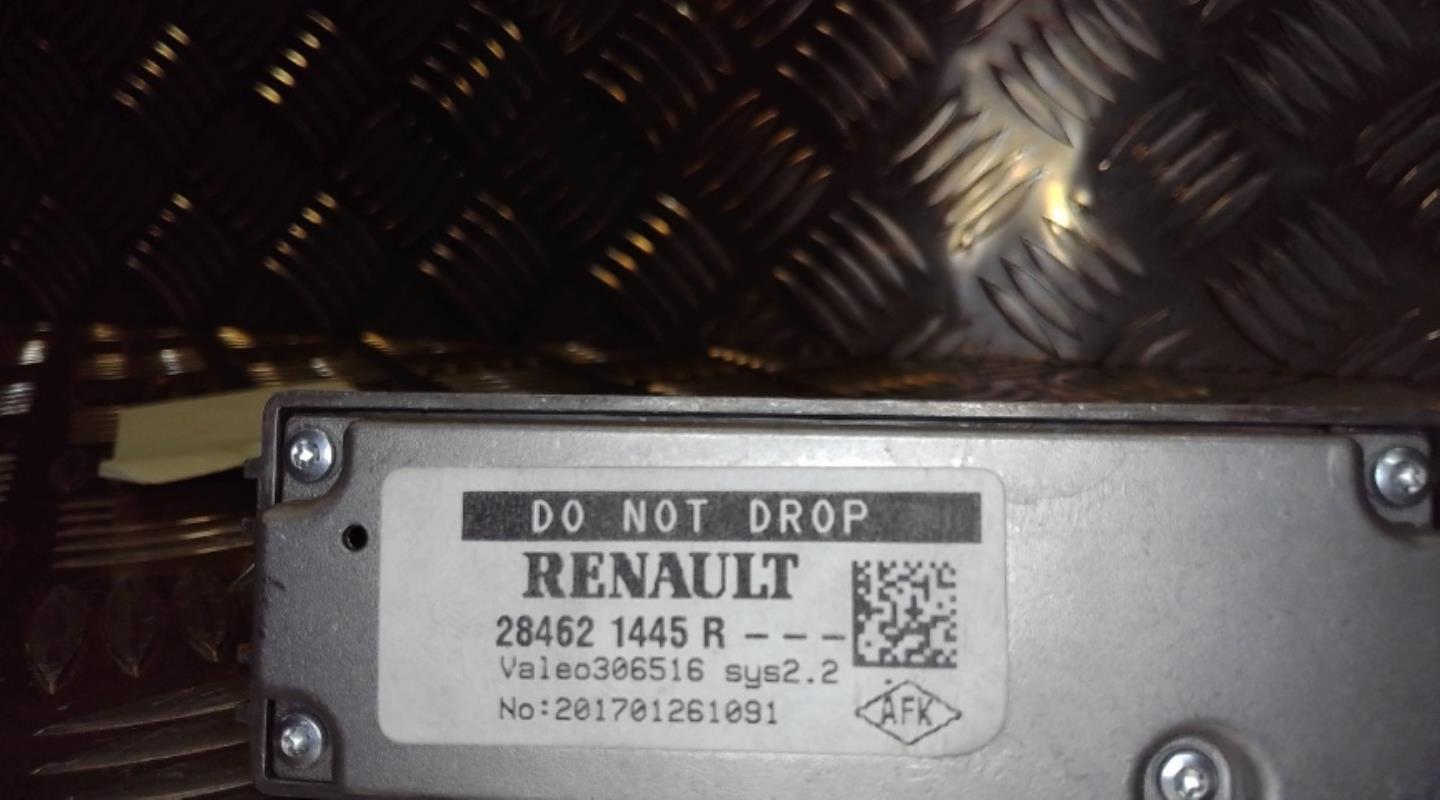 DO NOT DROP
RENAULT
28462 1445 R ---
Valeo306516 sys2.2
No:201701261091
AFK